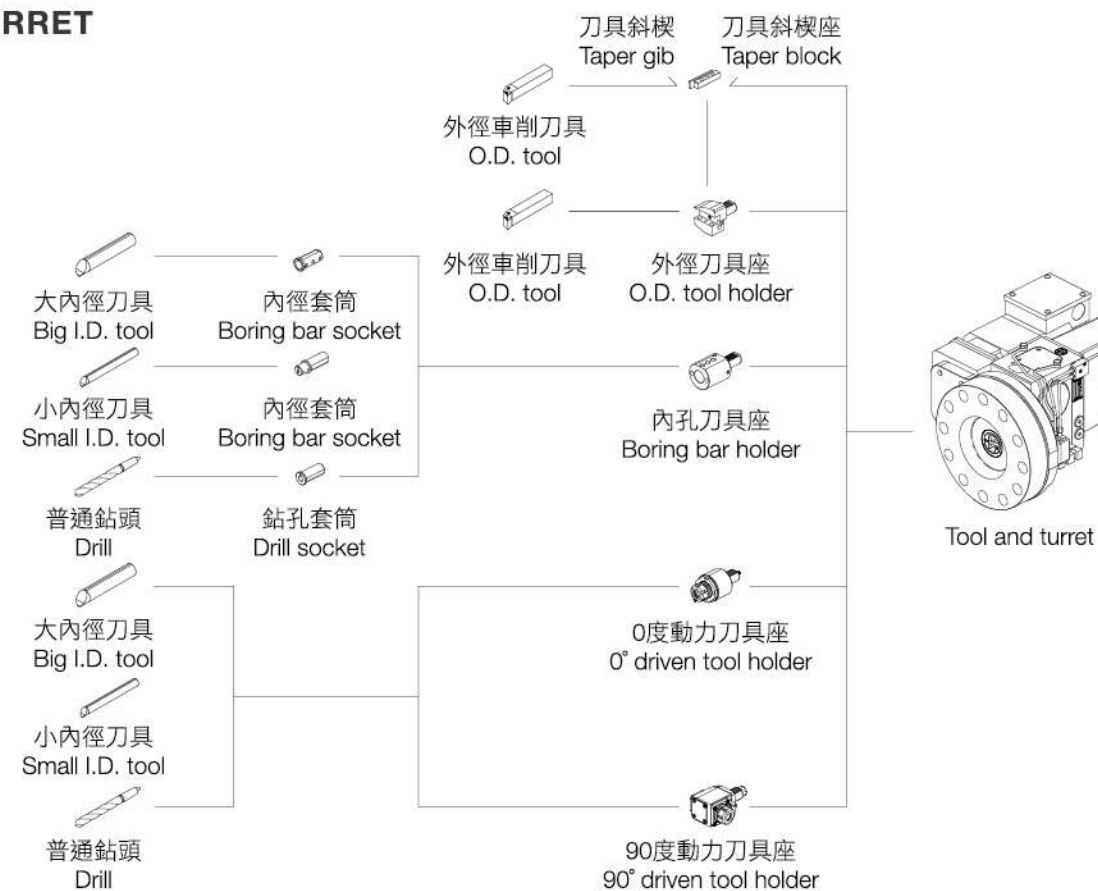 RRET
刀具斜楔
Taper gib
刀具斜楔座
Taper block
外徑車削刀具
O.D. tool
外徑車削刀具
O.D. tool
外徑刀具座
O.D. tool holder
大內徑刀具
Big I.D. tool
內徑套筒
Boring bar socket
小內徑刀具
Small I.D. tool
內徑套筒
Boring bar socket
內孔刀具座
Boring bar holder
普通鉆頭
Drill
鉆孔套筒
Drill socket
Tool and turret
大內徑刀具
Big I.D. tool
0度動力刀具座
0° driven tool holder
小內徑刀具
Small I.D. tool
普通鉆頭
Drill
90度動力刀具座
90° driven tool holder